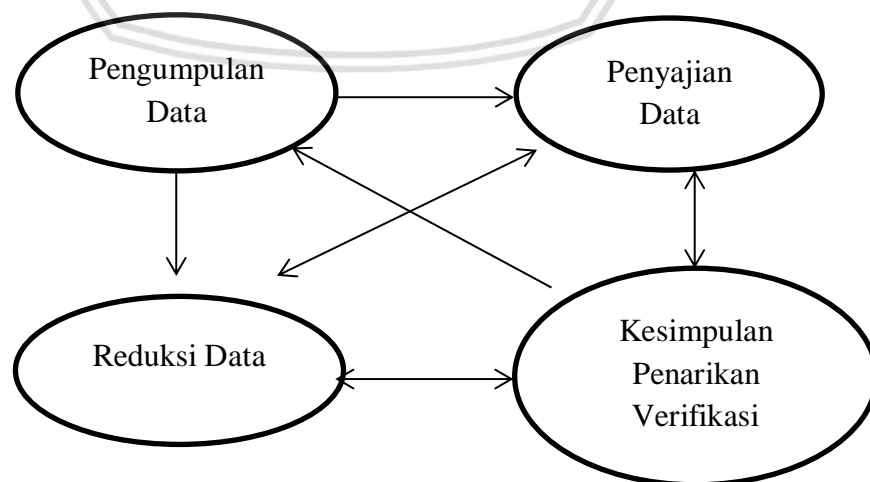 Pengumpulan
Data
Penyajian
Data
Reduksi Data
Kesimpulan
Penarikan
Verifikasi